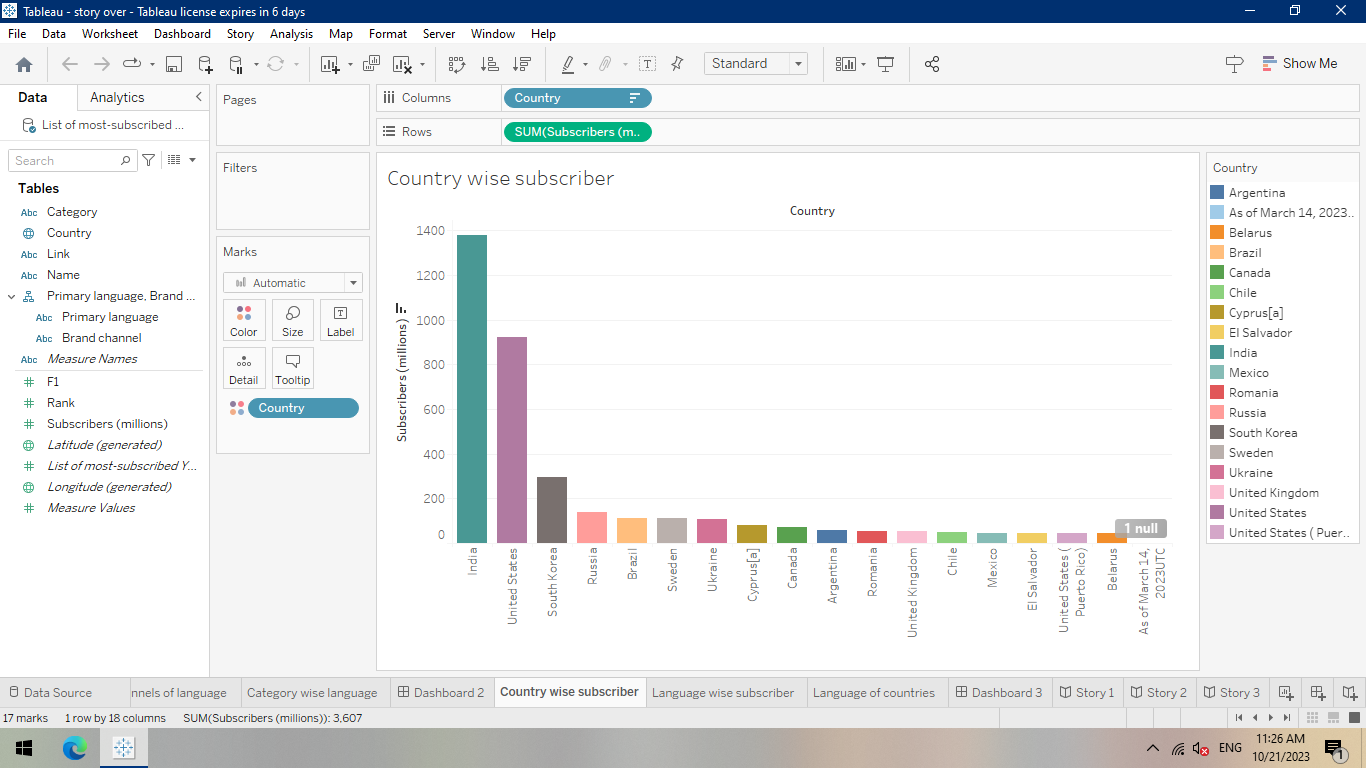 Tableau - story over - Tableau license expires in 6 days
File Data Worksheet Dashboard Story Analysis Map Format Server Window Help
Standard
Show Me
Data
Analytics
List of most-subscribed ...
Search
Tables
Abc Category
Country
Abc Link
Abc Name
Primary language, Brand ...
Abc Primary language
Abc Brand channel
Abc Measure Names
F1
Rank
Subscribers (millions)
Latitude (generated)
List of most-subscribed Y...
Longitude (generated)
Measure Values
Pages
Filters
Marks
Automatic
Color
Size
T
Label
Detail
Tooltip
Country
Columns
Country
Rows
SUM(Subscribers (m..
Country wise subscriber
Country
Subscribers (millions)
1400
1200
1000
800
600
400
200
0
1 null
India
United States
South Korea
Russia
Brazil
Sweden
Ukraine
Cyprus[a]
Canada
Argentina
Romania
United Kingdom
Chile
Mexico
El Salvador
United States (
Puerto Rico)
Belarus
As of March 14,
2023UTC
Country
Argentina
As of March 14, 2023..
Belarus
Brazil
Canada
Chile
Cyprus[a]
El Salvador
India
Mexico
Romania
Russia
South Korea
Sweden
Ukraine
United Kingdom
United States
United States ( Puer..
Data Source
nnels of language
Category wise language
Dashboard 2
Country wise subscriber
Language wise subscriber
Language of countries
Dashboard 3
Story 1
Story 2
Story 3
17 marks
1 row by 18 columns
SUM(Subscribers (millions)): 3,607
ENG
11:26 AM
10/21/2023
1